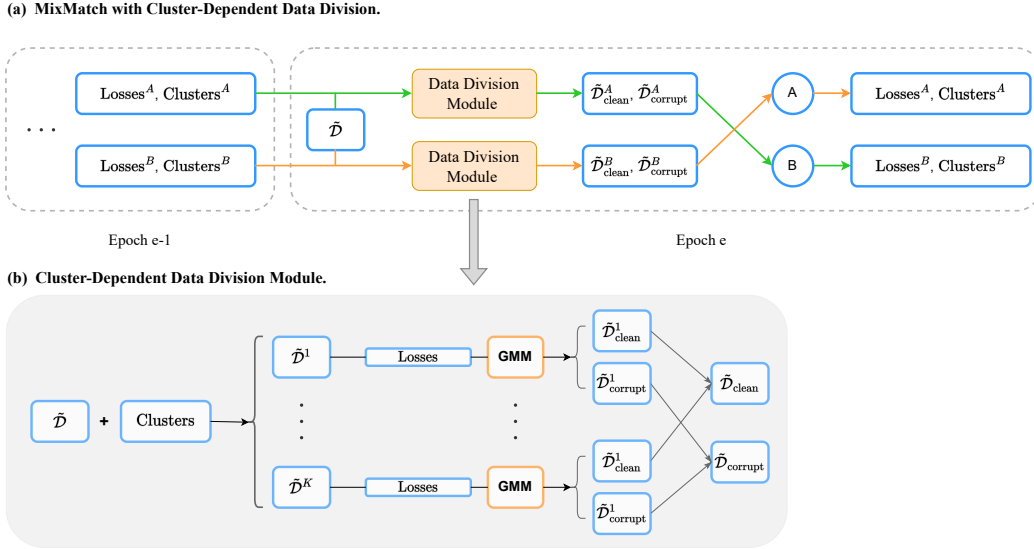 (a) MixMatch with Cluster-Dependent Data Division.
Losses^A, Clusters^A
Data Division
Module
D̃^A_clean, D̃^A_corrupt
A
Losses^A, Clusters^A
. . .
D̃
Losses^B, Clusters^B
Data Division
Module
D̃^B_clean, D̃^B_corrupt
B
Losses^B, Clusters^B
Epoch e-1
Epoch e
(b) Cluster-Dependent Data Division Module.
D̃ + Clusters
D̃^1
Losses
GMM
D̃^1_clean
D̃^1_corrupt
D̃_clean
D̃^K
Losses
GMM
D̃^1_clean
D̃^1_corrupt
D̃_corrupt